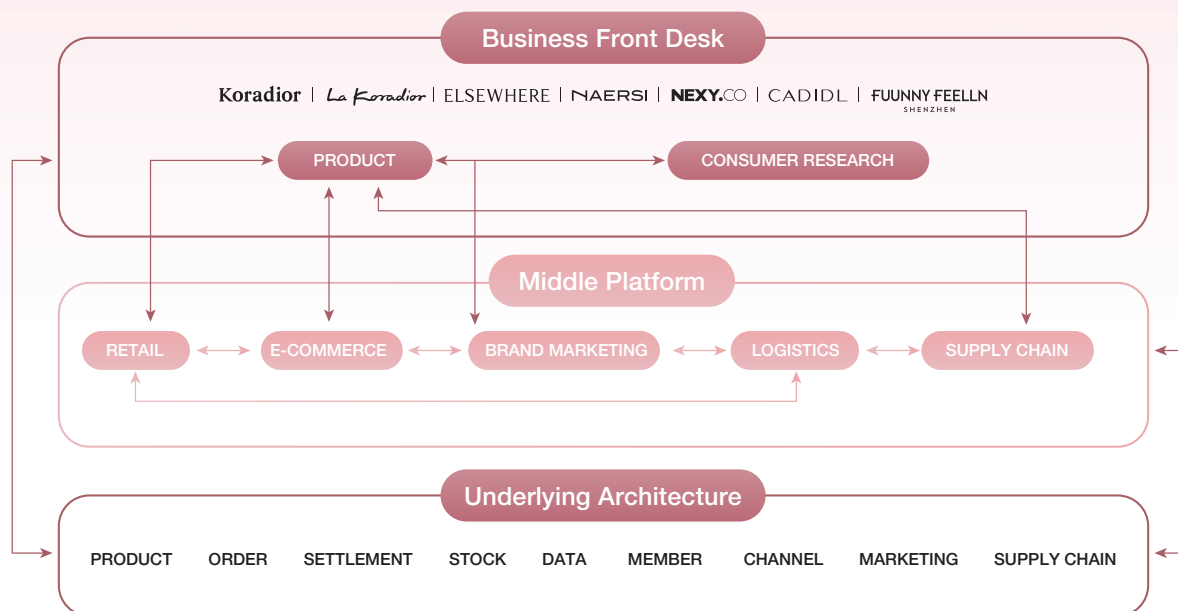 Business Front Desk
Koradior | La Koradior | ELSEWHERE | NAERSI | NEXY.CO | CADIDL | FUUNNY FEELLN
SHENZHEN
PRODUCT CONSUMER RESEARCH
Middle Platform
RETAIL E-COMMERCE BRAND MARKETING LOGISTICS SUPPLY CHAIN
Underlying Architecture
PRODUCT ORDER SETTLEMENT STOCK DATA MEMBER CHANNEL MARKETING SUPPLY CHAIN